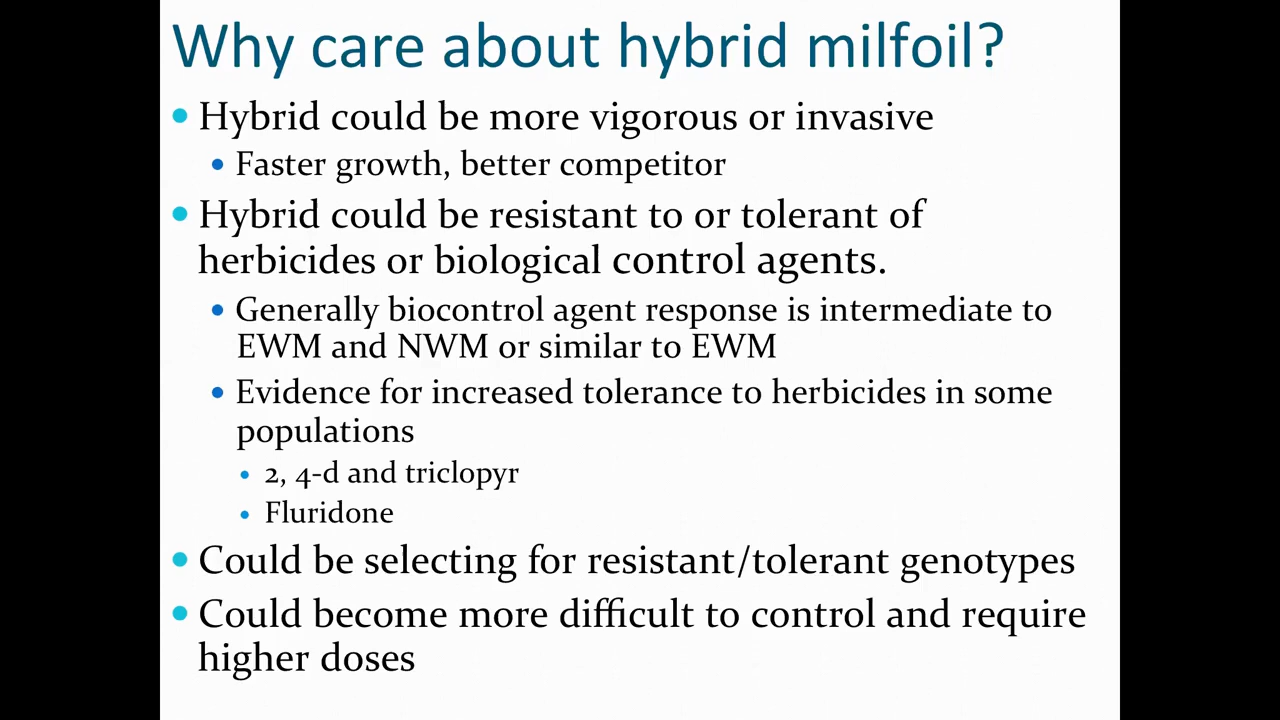 Why care about hybrid milfoil?
• Hybrid could be more vigorous or invasive
• Faster growth, better competitor
• Hybrid could be resistant to or tolerant of
herbicides or biological control agents.
• Generally biocontrol agent response is intermediate to
EWM and NWM or similar to EWM
• Evidence for increased tolerance to herbicides in some
populations
• 2, 4-d and triclopyr
• Fluridone
• Could be selecting for resistant/tolerant genotypes
• Could become more difficult to control and require
higher doses